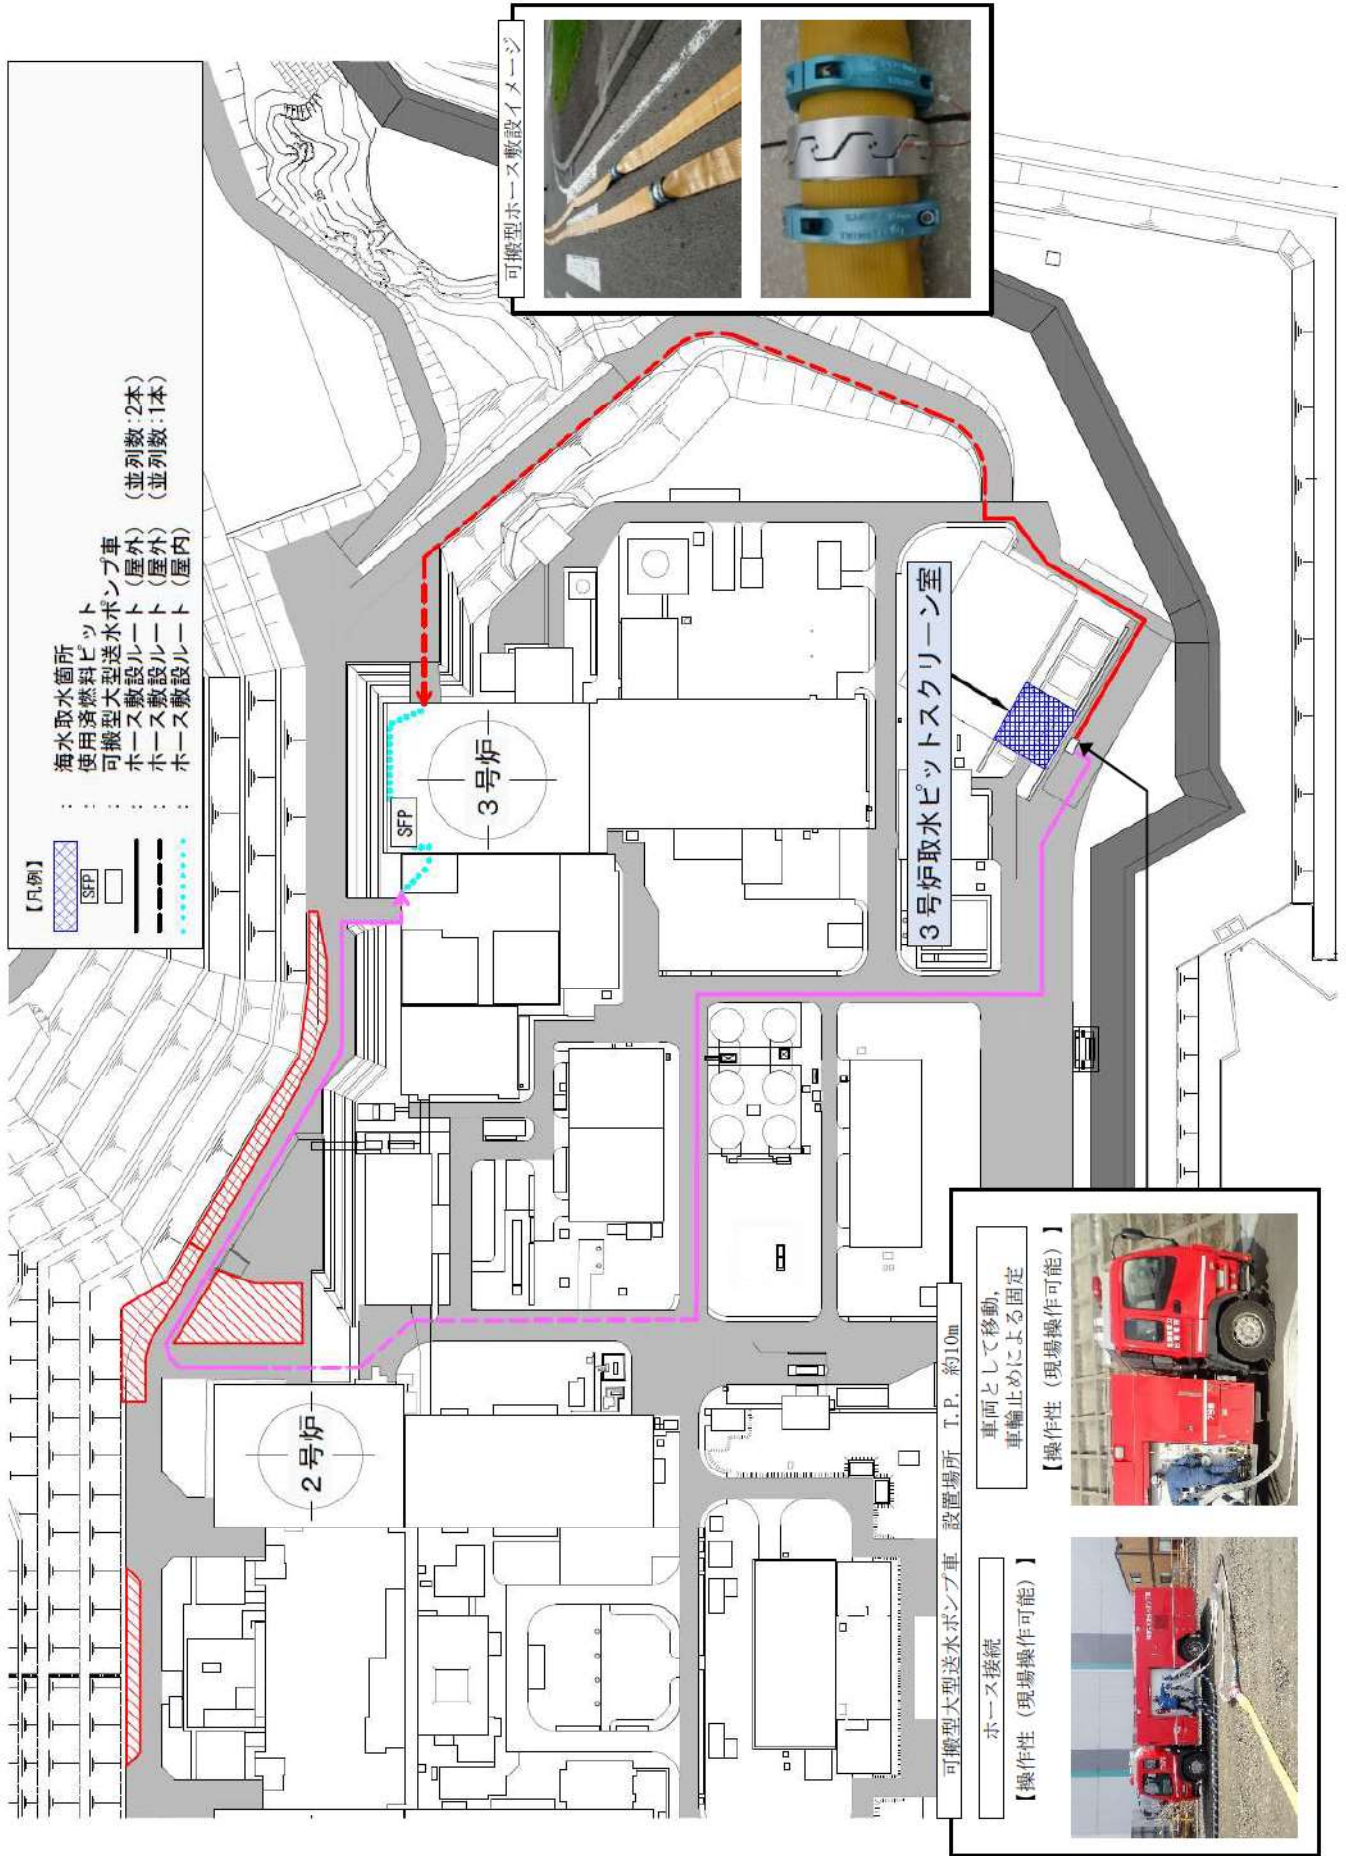 【凡例】
： 海水取水箇所
SFP ： 使用済燃料ピット
： 可搬型大型送水ポンプ車
： ホース敷設ルート（屋外）（並列数：2本）
： ホース敷設ルート（屋外）（並列数：1本）
： ホース敷設ルート（屋内）
可搬型ホース敷設イメージ
SFP
3号炉
2号炉
3号炉取水ピットスクリーン室
可搬型大型送水ポンプ車 設置場所 T.P. 約10m
ホース接続
【操作性（現場操作可能）】
車両として移動，
車輪止めによる固定
【操作性（現場操作可能）】